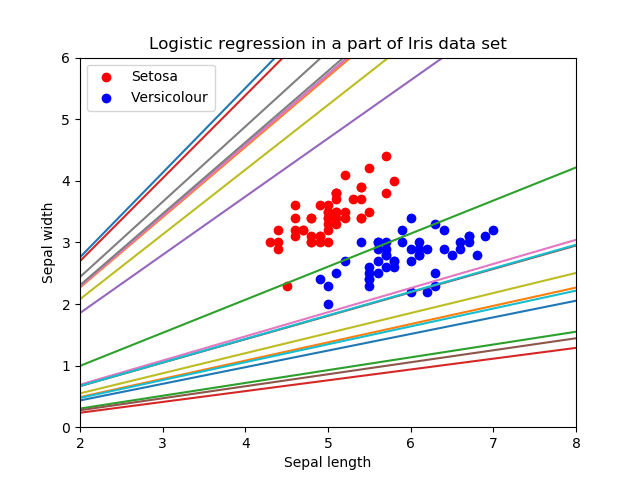 Logistic regression in a part of Iris data set
Setosa
Versicolour
Sepal width
6
5
4
3
2
1
0
2
3
4
5
6
7
8
Sepal length